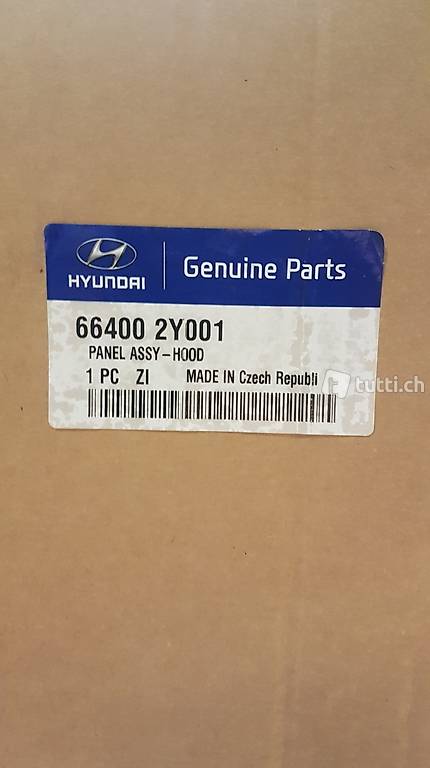 HYUNDAI
Genuine Parts
66400 2Y001
PANEL ASSY-HOOD
1 PC ZI MADE IN Czech Republi
tutti.ch